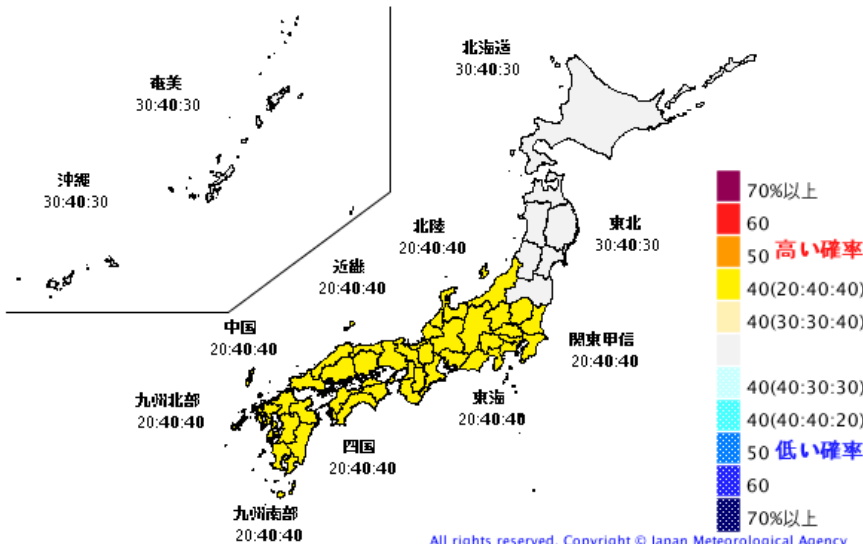 北海道
30:40:30
奄美
30:40:30
沖縄
30:40:30
東北
30:40:30
北陸
20:40:40
近畿
20:40:40
中国
20:40:40
関東甲信
20:40:40
九州北部
20:40:40
東海
20:40:40
四国
20:40:40
九州南部
20:40:40
70%以上
60
50 高い確率
40(20:40:40)
40(30:30:40)
40(40:30:30)
40(40:40:20)
50 低い確率
60
70%以上
All rights reserved. Copyright © Japan Meteorological Agency